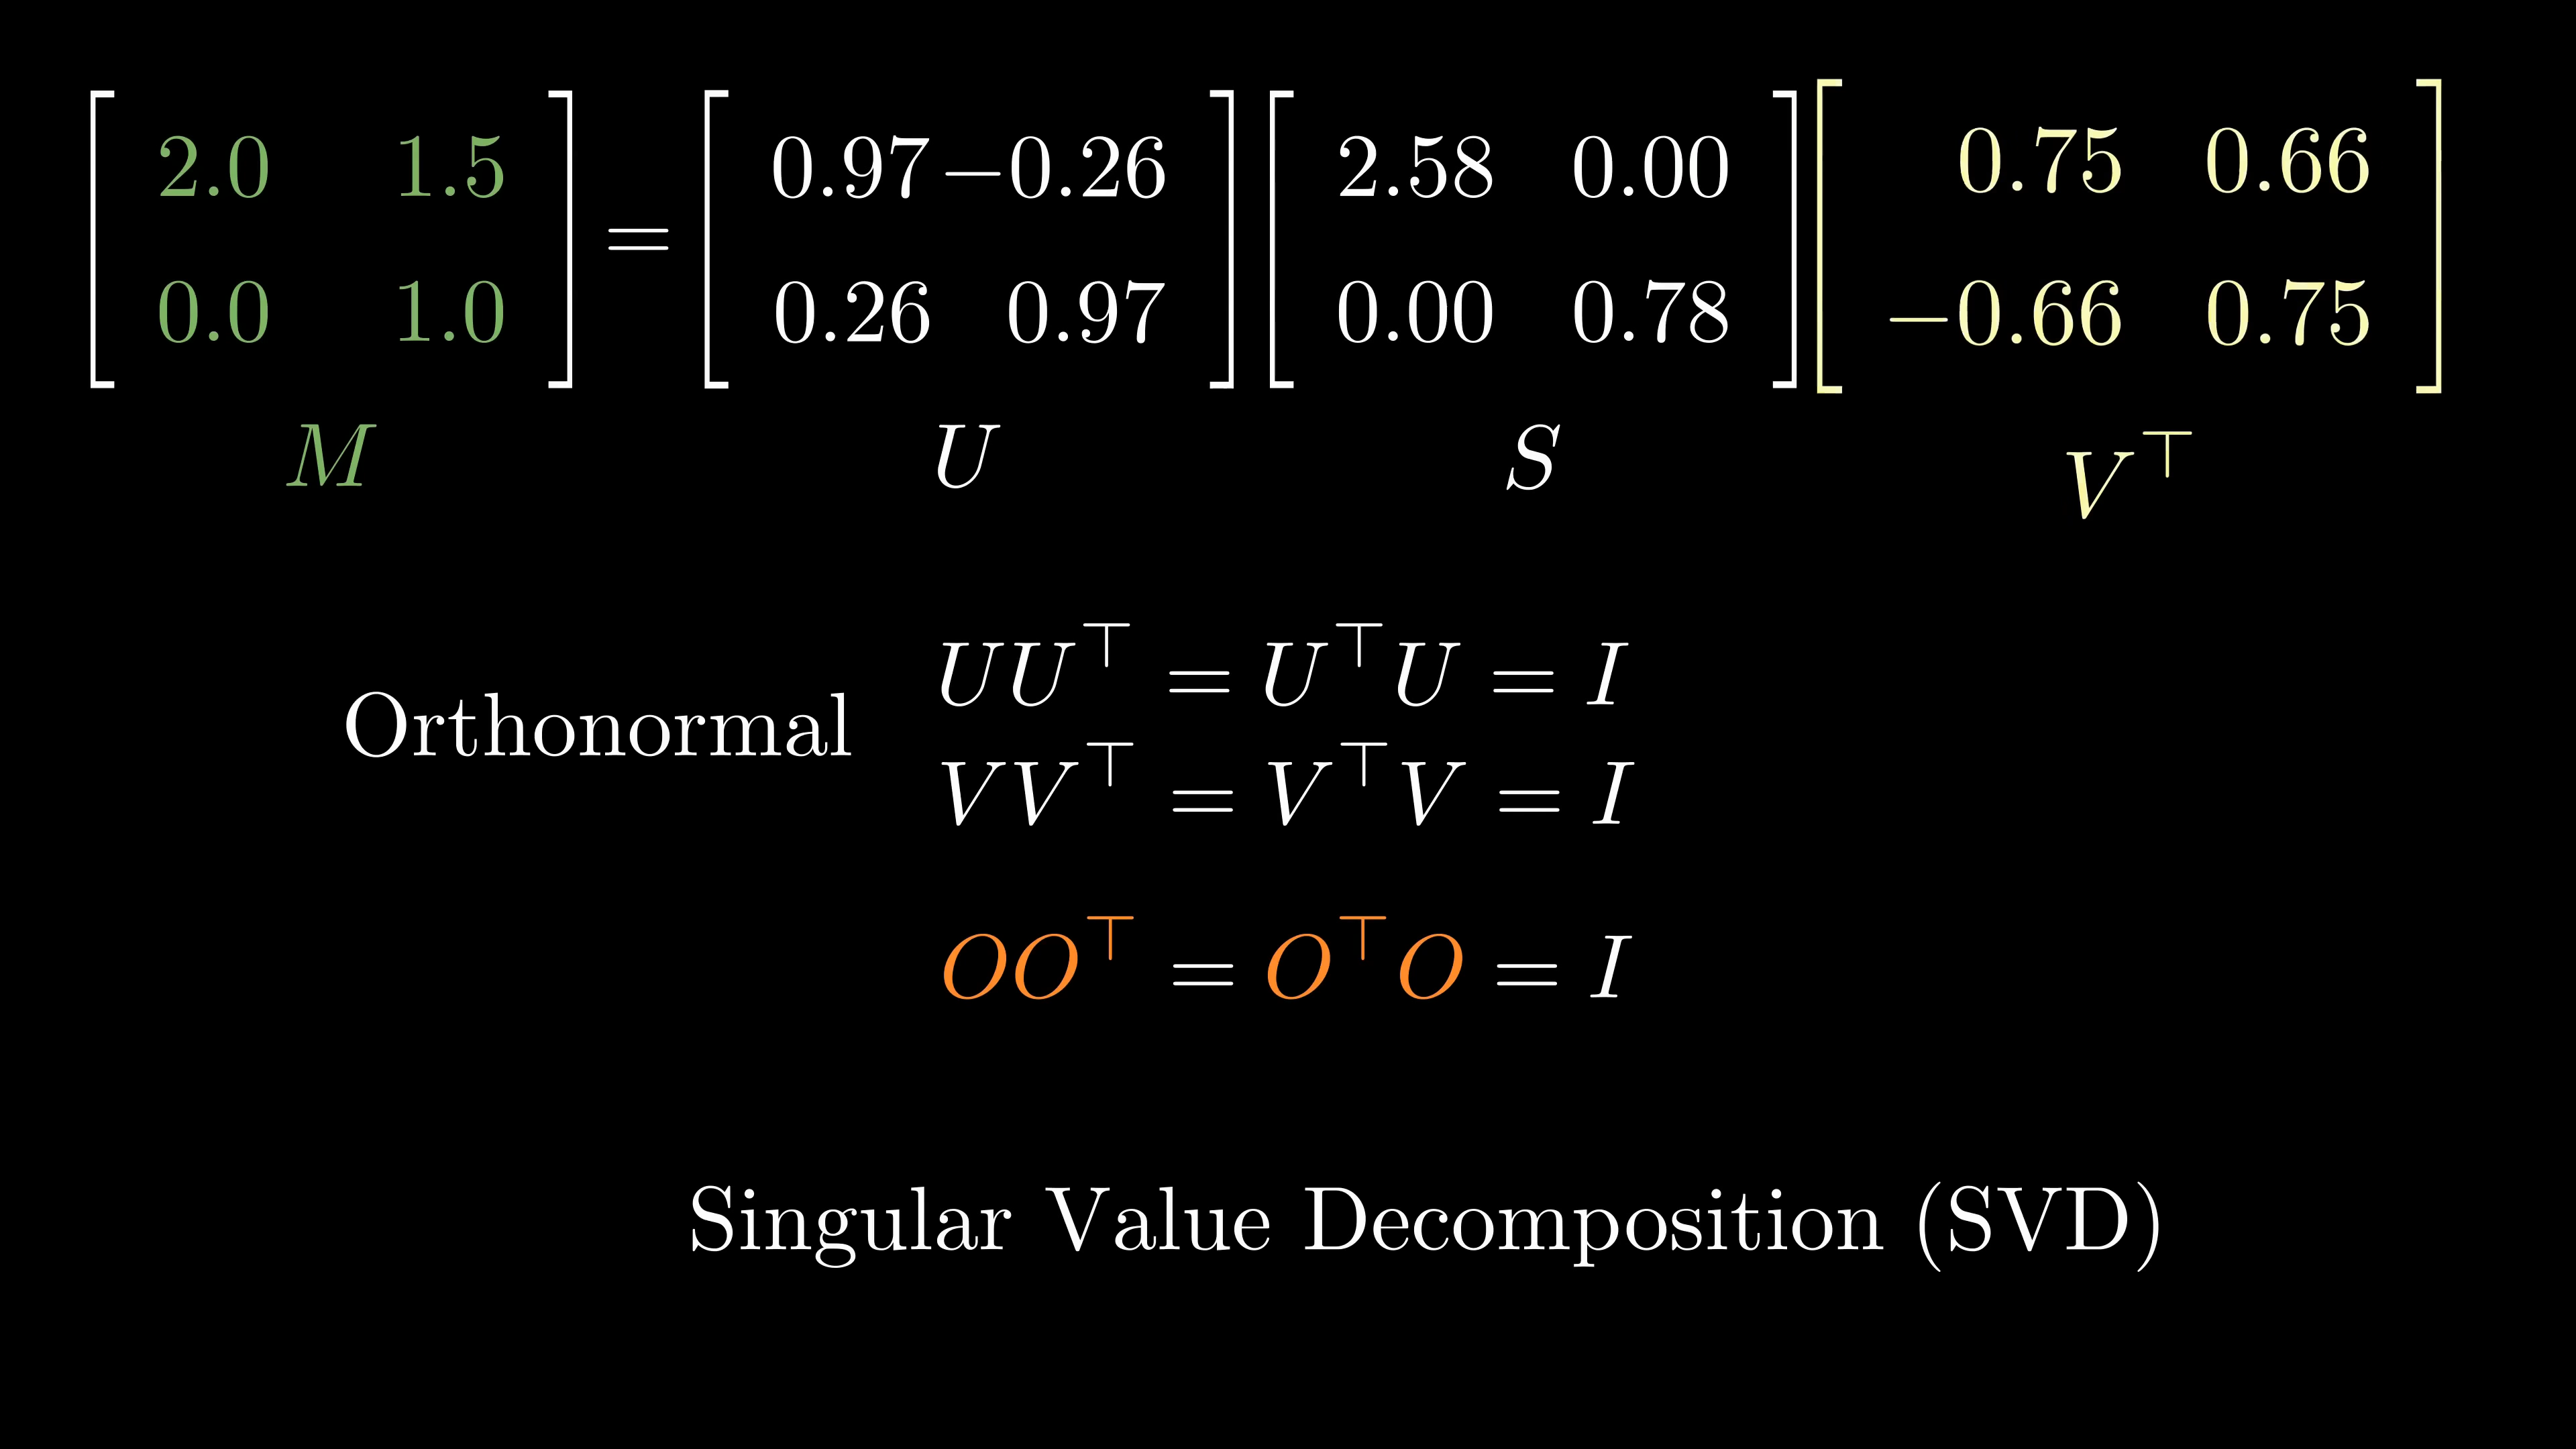 [ 2.0 1.5 ] = [ 0.97 −0.26 ] [ 2.58 0.00 ] [ 0.75 0.66 ]
[ 0.0 1.0 ] [ 0.26 0.97 ] [ 0.00 0.78 ] [ −0.66 0.75 ]
M U S V⊤
UU⊤ = U⊤U = I
Orthonormal
VV⊤ = V⊤V = I
OO⊤ = O⊤O = I
Singular Value Decomposition (SVD)